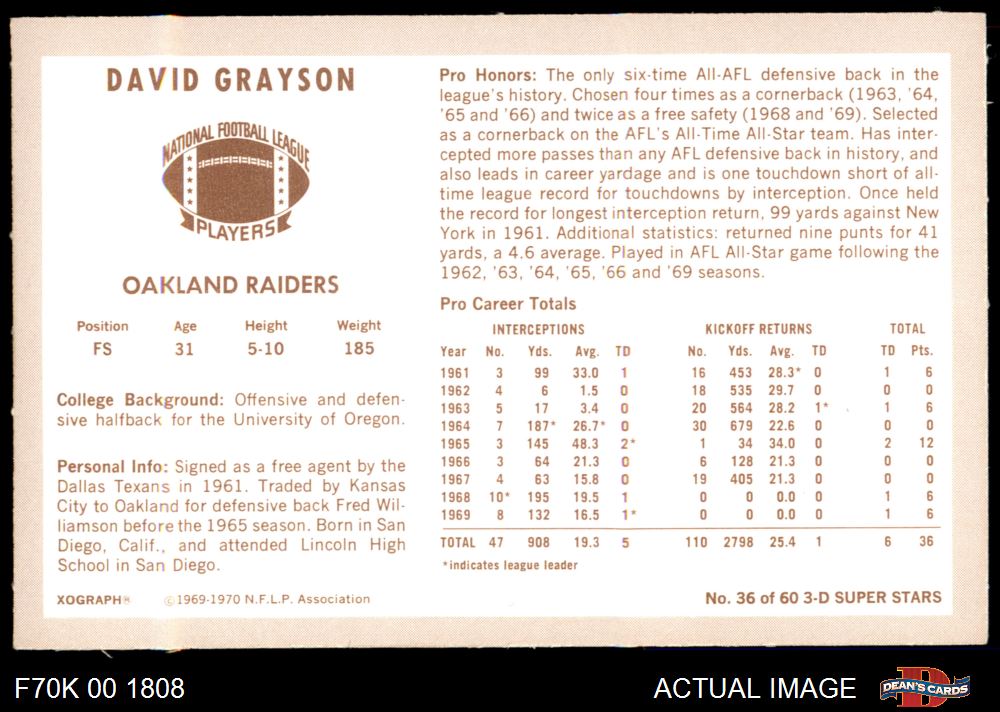 DAVID GRAYSON
NATIONAL FOOTBALL LEAGUE
PLAYERS
OAKLAND RAIDERS
Position Age Height Weight
FS 31 5-10 185
College Background: Offensive and defen-
sive halfback for the University of Oregon.
Personal Info: Signed as a free agent by the
Dallas Texans in 1961. Traded by Kansas
City to Oakland for defensive back Fred Wil-
liamson before the 1965 season. Born in San
Diego, Calif., and attended Lincoln High
School in San Diego.
XOGRAPH® ©1969-1970 N.F.L.P. Association
Pro Honors: The only six-time All-AFL defensive back in the
league's history. Chosen four times as a cornerback (1963, '64,
'65 and '66) and twice as a free safety (1968 and '69). Selected
as a cornerback on the AFL's All-Time All-Star team. Has inter-
cepted more passes than any AFL defensive back in history, and
also leads in career yardage and is one touchdown short of all-
time league record for touchdowns by interception. Once held
the record for longest interception return, 99 yards against New
York in 1961. Additional statistics: returned nine punts for 41
yards, a 4.6 average. Played in AFL All-Star game following the
1962, '63, '64, '65, '66 and '69 seasons.
Pro Career Totals
INTERCEPTIONS KICKOFF RETURNS TOTAL
Year No. Yds. Avg. TD No. Yds. Avg. TD TD Pts.
1961 3 99 33.0 1 16 453 28.3* 0 1 6
1962 4 6 1.5 0 18 535 29.7 0 0 0
1963 5 17 3.4 0 20 564 28.2 1* 1 6
1964 7 187* 26.7* 0 30 679 22.6 0 0 0
1965 3 145 48.3 2* 1 34 34.0 0 2 12
1966 3 64 21.3 0 6 128 21.3 0 0 0
1967 4 63 15.8 0 19 405 21.3 0 0 0
1968 10* 195 19.5 1 0 0 0.0 0 1 6
1969 8 132 16.5 1* 0 0 0.0 0 1 6
TOTAL 47 908 19.3 5 110 2798 25.4 1 6 36
*indicates league leader
No. 36 of 60 3-D SUPER STARS
F70K 00 1808 ACTUAL IMAGE
DEAN'S CARDS